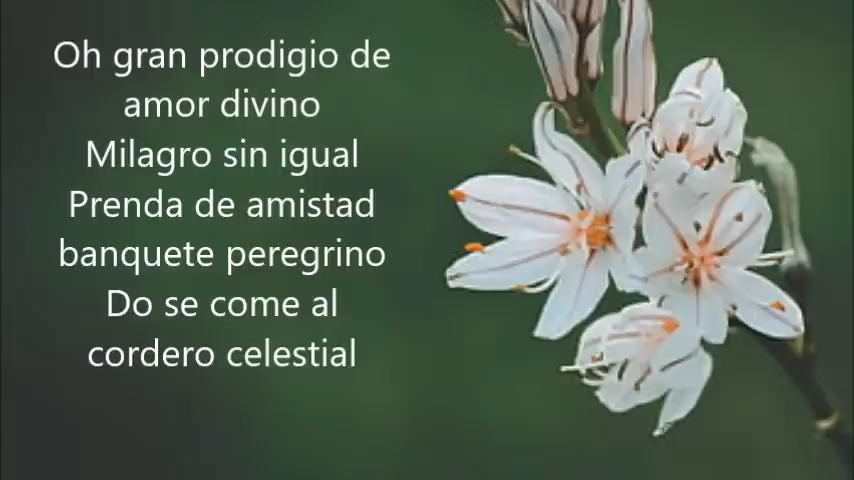 Oh gran prodigio de
amor divino
Milagro sin igual
Prenda de amistad
banquete peregrino
Do se come al
cordero celestial